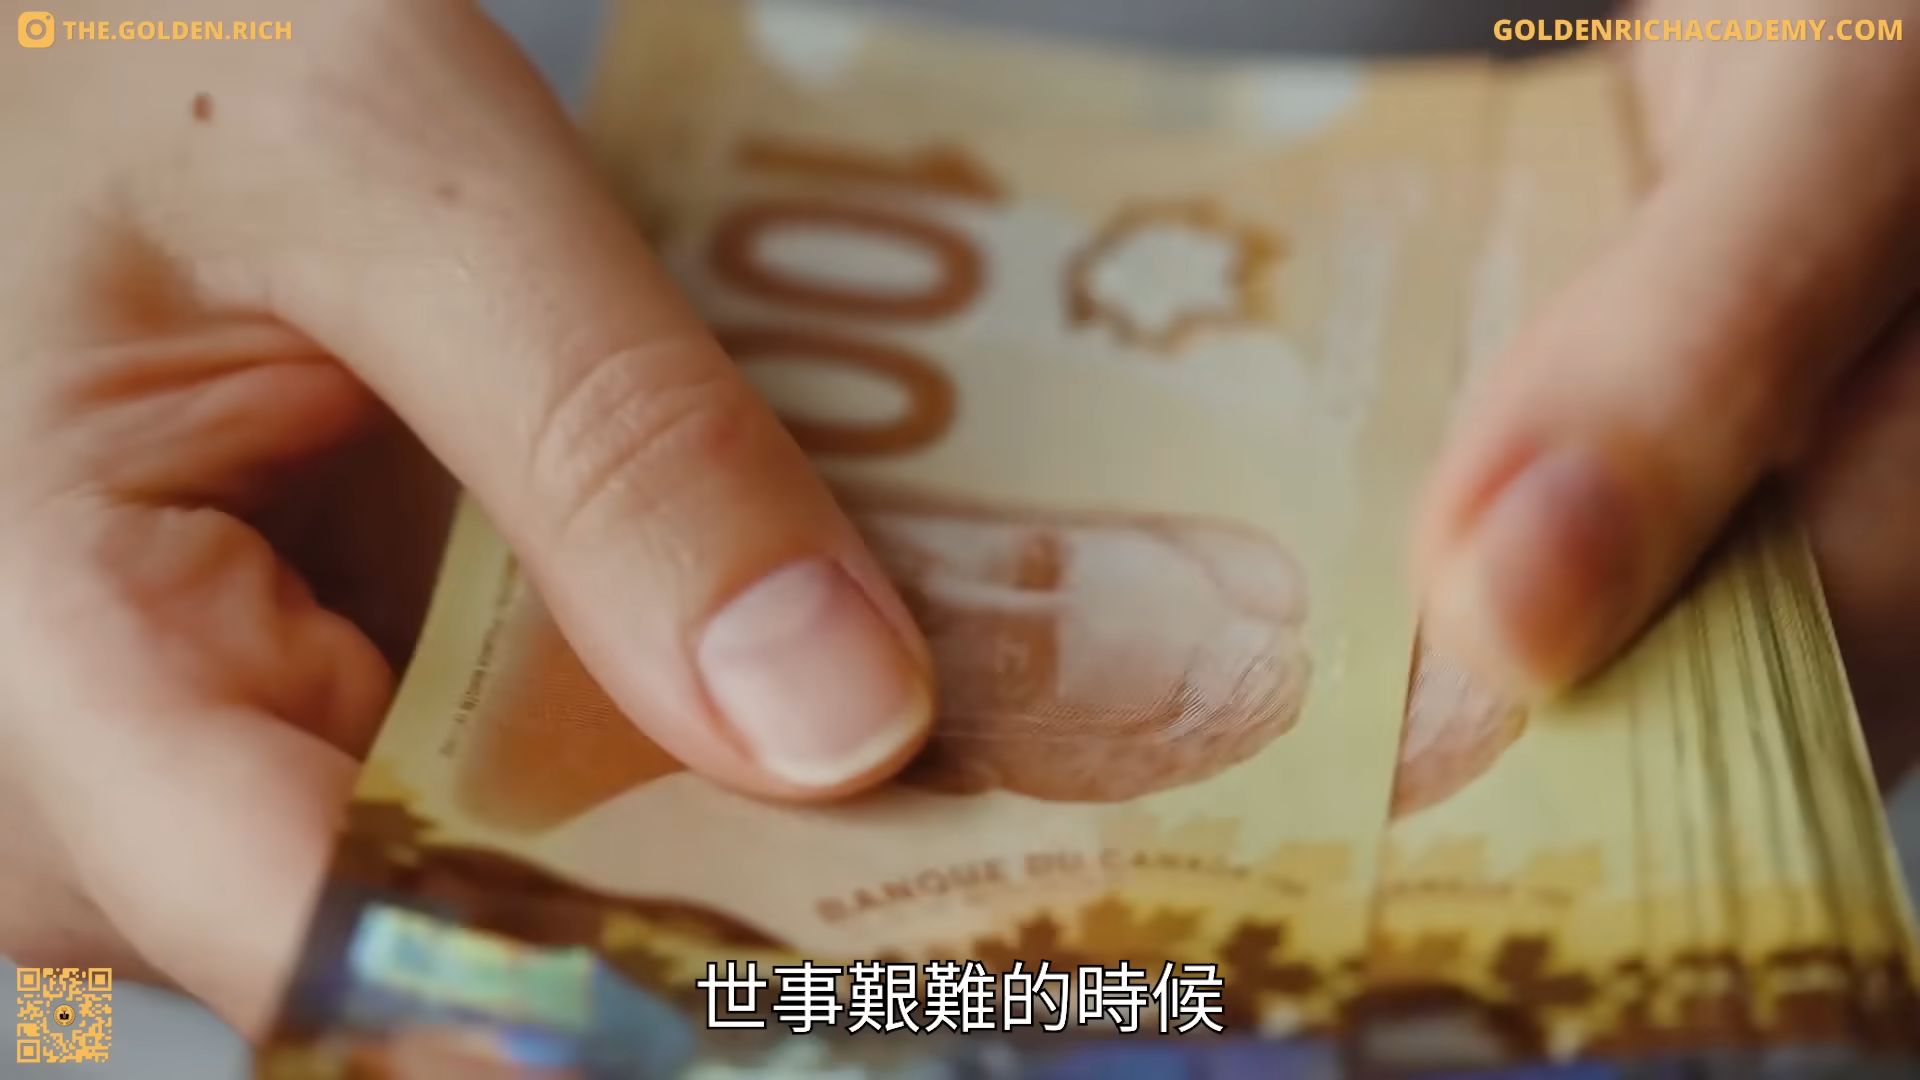 THE.GOLDEN.RICH
GOLDENRICHACADEMY.COM
100
BANQUE DU CANADA
世事艱難的時候